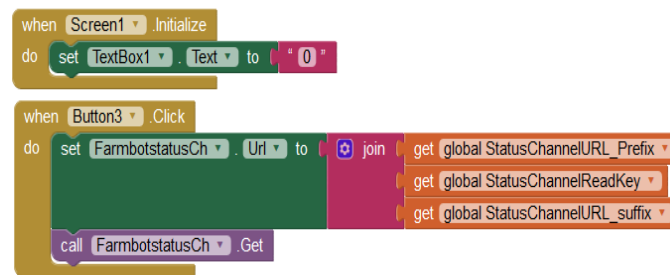 when Screen1 .Initialize
do set TextBox1 . Text to " 0 "
when Button3 .Click
do set FarmbotstatusCh . Url to join get global StatusChannelURL_Prefix
get global StatusChannelReadKey
get global StatusChannelURL_suffix
call FarmbotstatusCh .Get